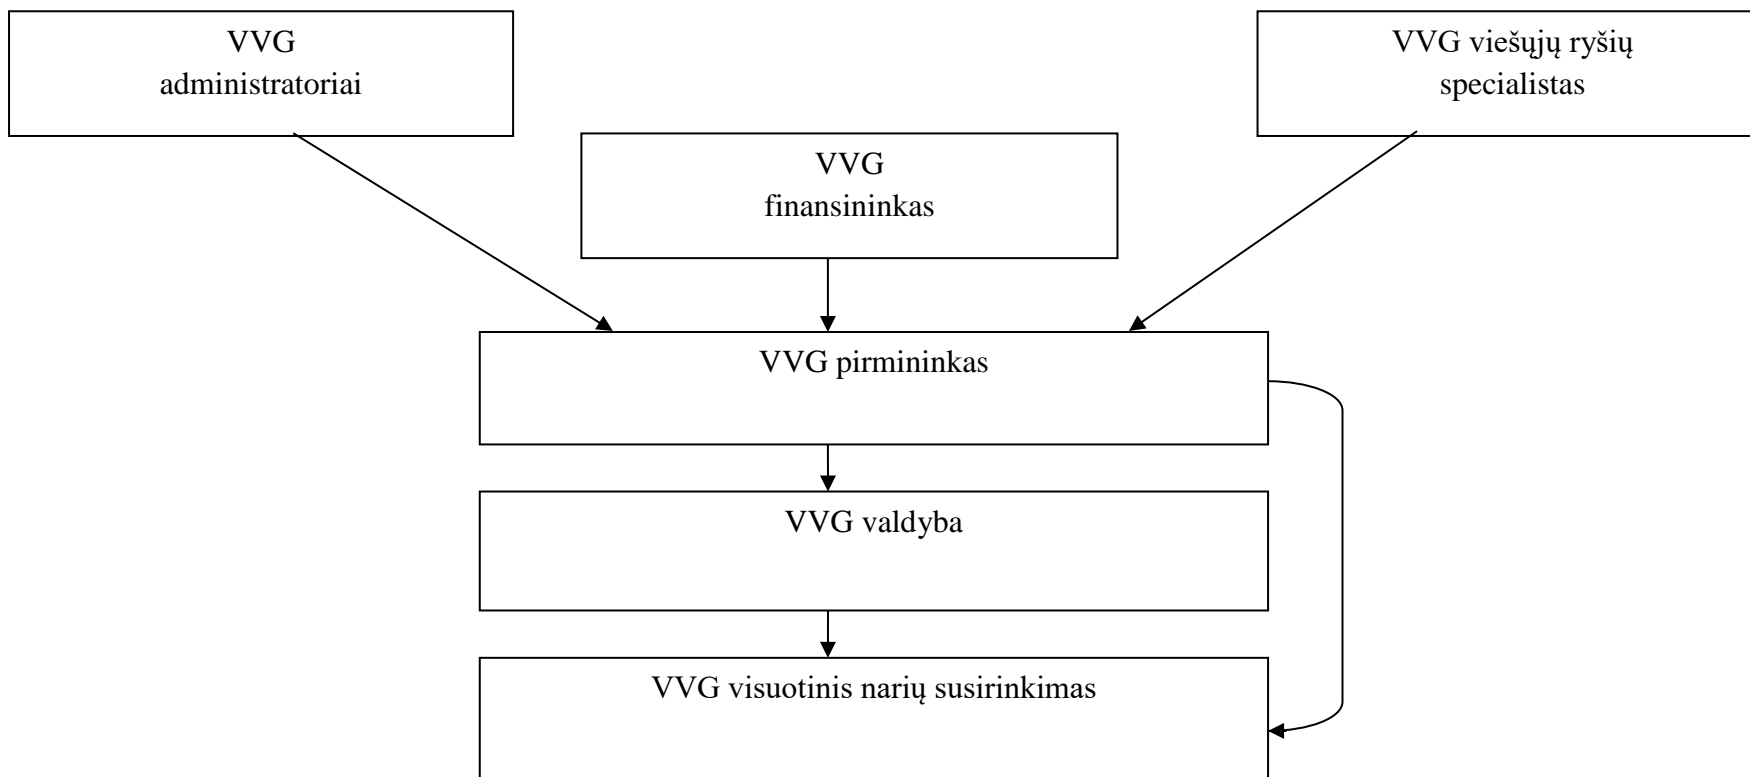 VVG
administratoriai
VVG viešųjų ryšių
specialistas
VVG
finansininkas
VVG pirmininkas
VVG valdyba
VVG visuotinis narių susirinkimas